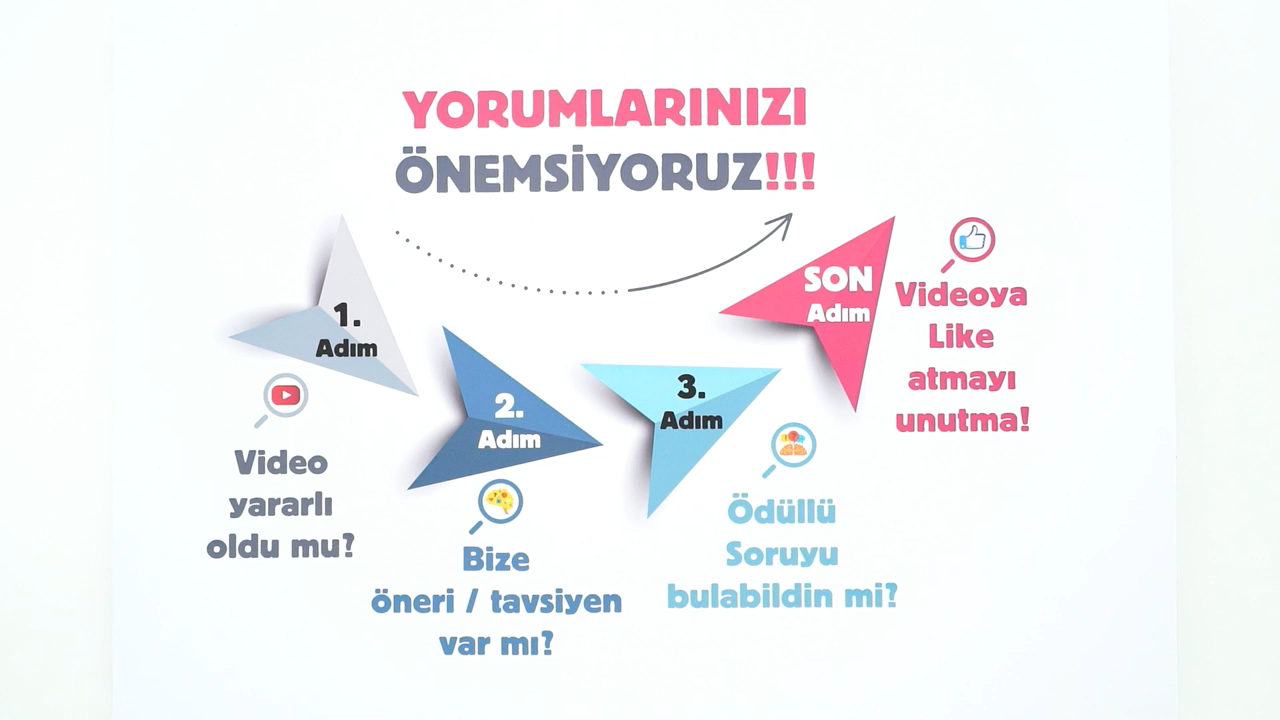 YORUMLARINIZI
ÖNEMSİYORUZ!!!
1.
Adım
Video
yararlı
oldu mu?
2.
Adım
Bize
öneri / tavsiyen
var mı?
3.
Adım
Ödüllü
Soruyu
bulabildin mi?
SON
Adım
Videoya
Like
atmayı
unutma!